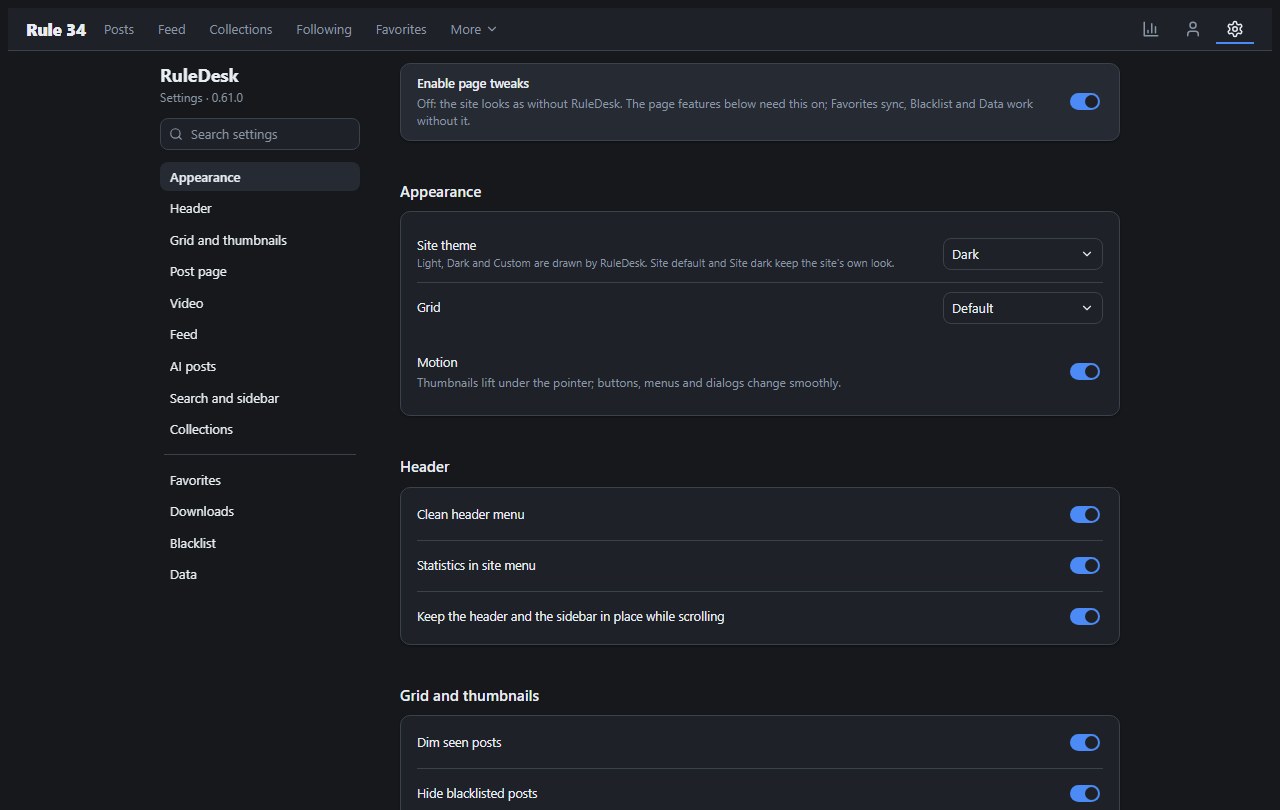 Rule 34 Posts Feed Collections Following Favorites More
RuleDesk
Settings · 0.61.0
Search settings
Appearance
Header
Grid and thumbnails
Post page
Video
Feed
AI posts
Search and sidebar
Collections
Favorites
Downloads
Blacklist
Data
Enable page tweaks
Off: the site looks as without RuleDesk. The page features below need this on; Favorites sync, Blacklist and Data work
without it.
Appearance
Site theme
Light, Dark and Custom are drawn by RuleDesk. Site default and Site dark keep the site's own look.
Dark
Grid
Default
Motion
Thumbnails lift under the pointer; buttons, menus and dialogs change smoothly.
Header
Clean header menu
Statistics in site menu
Keep the header and the sidebar in place while scrolling
Grid and thumbnails
Dim seen posts
Hide blacklisted posts